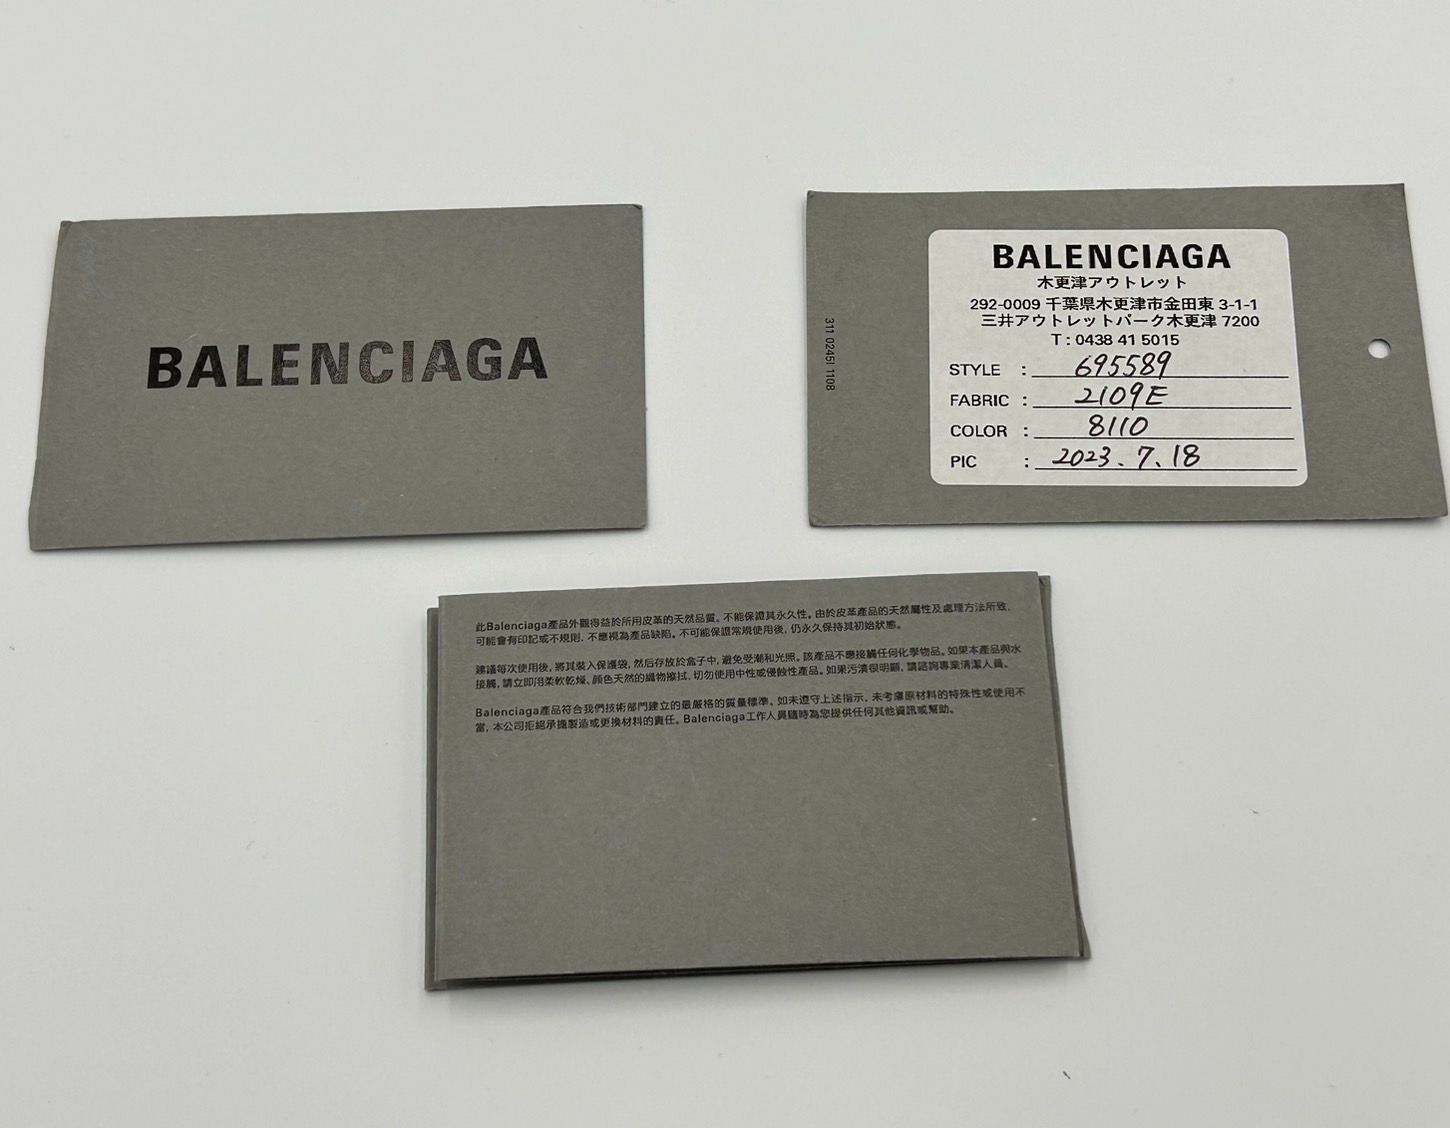 BALENCIAGA
BALENCIAGA
木更津アウトレット
292-0009 千葉県木更津市金田東 3-1-1
三井アウトレットパーク木更津 7200
T : 0438 41 5015
STYLE : 695589
FABRIC : 2109E
COLOR : 8110
PIC : 2023.7.18
311 0245I 1108
此Balenciaga產品外觀得益於所用皮革的天然品質。不能保證其永久性。由於皮革產品的天然屬性及處理方法所致,
可能會有印記或不規則, 不應視為產品缺陷。不可能保證常規使用後, 仍永久保持其初始狀態。
建議每次使用後, 將其裝入保護袋, 然后存放於盒子中, 避免受潮和光照。該產品不應接觸任何化學物品。如果本產品與水
接觸, 請立即用柔軟乾燥、顏色天然的織物擦拭, 切勿使用中性或侵蝕性產品。如果污漬很明顯, 請諮詢專業清潔人員。
Balenciaga產品符合我們技術部門建立的最嚴格的質量標準。如未遵守上述指示, 未考慮原材料的特殊性或使用不
當, 本公司拒絕承擔製造或更換材料的責任。Balenciaga工作人員隨時為您提供任何其他資訊或幫助。